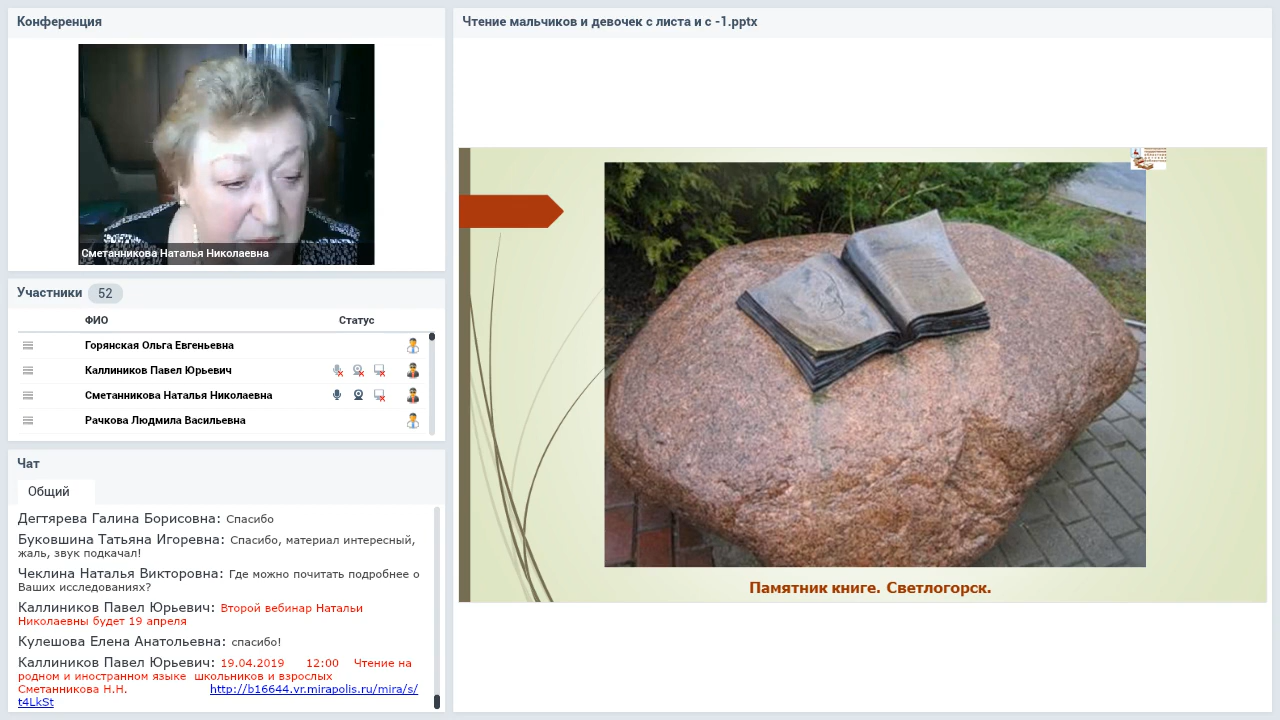 Конференция
Сметанникова Наталья Николаевна
Участники 52
ФИО Статус
Горянская Ольга Евгеньевна
Каллиников Павел Юрьевич
Сметанникова Наталья Николаевна
Рачкова Людмила Васильевна
Чат
Общий
Дегтярева Галина Борисовна: Спасибо
Буковшина Татьяна Игоревна: Спасибо, материал интересный,
жаль, звук подкачал!
Чеклина Наталья Викторовна: Где можно почитать подробнее о
Ваших исследованиях?
Каллиников Павел Юрьевич: Второй вебинар Натальи
Николаевны будет 19 апреля
Кулешова Елена Анатольевна: спасибо!
Каллиников Павел Юрьевич: 19.04.2019 12:00 Чтение на
родном и иностранном языке школьников и взрослых
Сметанникова Н.Н. http://b16644.vr.mirapolis.ru/mira/s/
t4LkSt
Чтение мальчиков и девочек с листа и с -1.pptx
Памятник книге. Светлогорск.